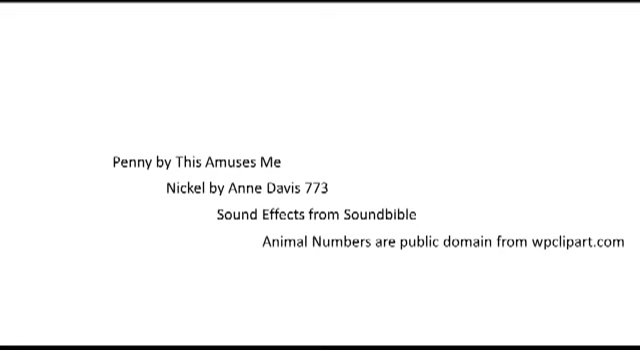 Penny by This Amuses Me
Nickel by Anne Davis 773
Sound Effects from Soundbible
Animal Numbers are public domain from wpclipart.com